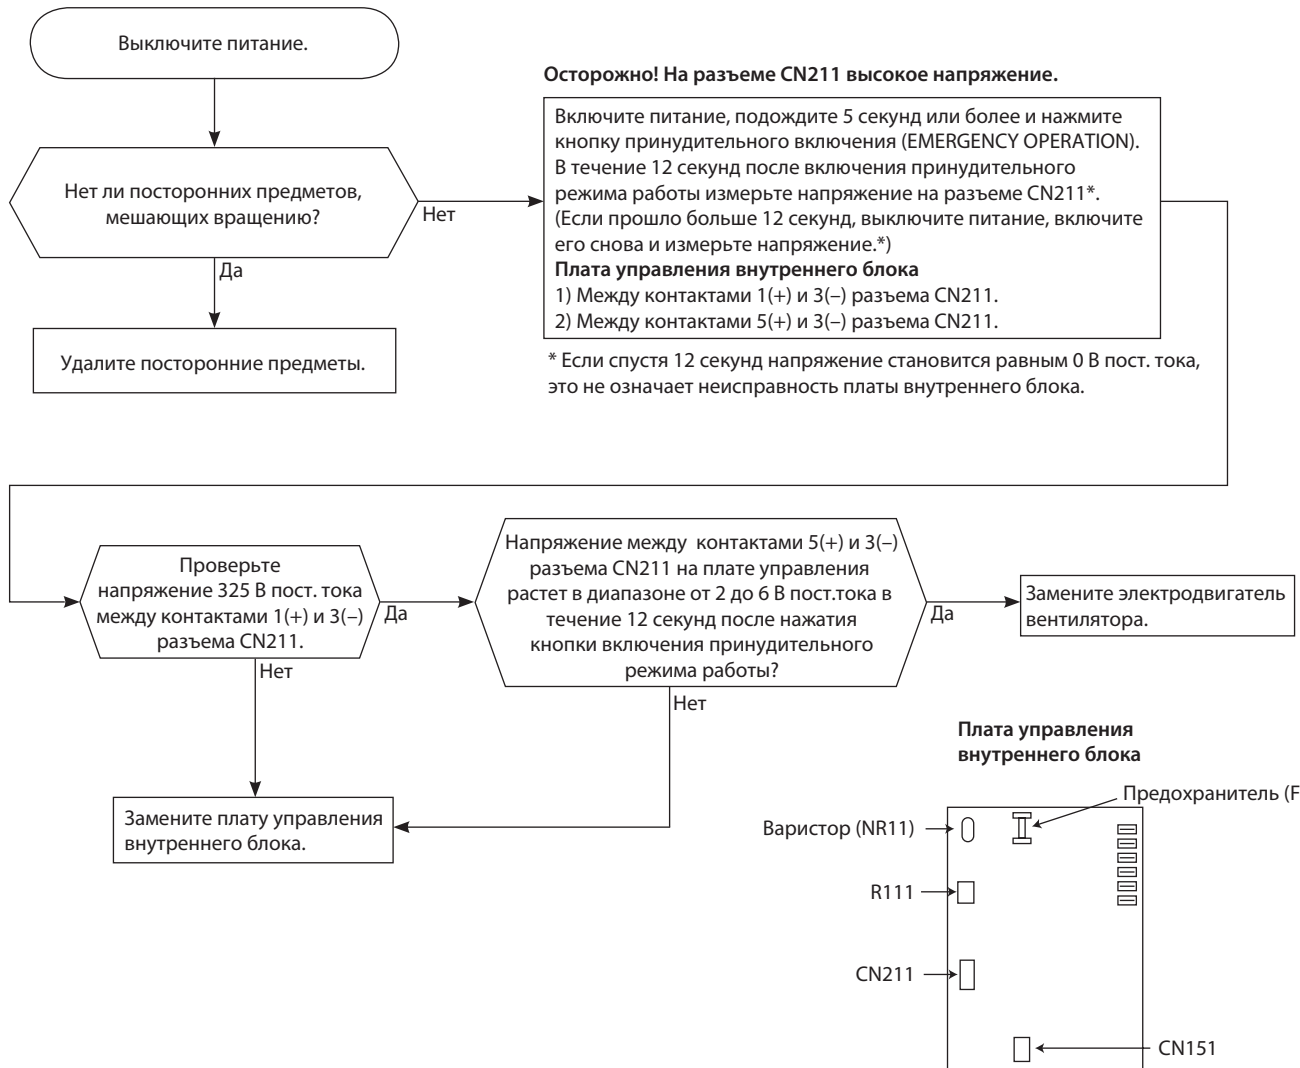 Выключите питание.
Нет ли посторонних предметов,
мешающих вращению?
Нет
Да
Удалите посторонние предметы.
Осторожно! На разъеме CN211 высокое напряжение.
Включите питание, подождите 5 секунд или более и нажмите
кнопку принудительного включения (EMERGENCY OPERATION).
В течение 12 секунд после включения принудительного
режима работы измерьте напряжение на разъеме CN211*.
(Если прошло больше 12 секунд, выключите питание, включите
его снова и измерьте напряжение.*)
Плата управления внутреннего блока
1) Между контактами 1(+) и 3(–) разъема CN211.
2) Между контактами 5(+) и 3(–) разъема CN211.
* Если спустя 12 секунд напряжение становится равным 0 В пост. тока,
это не означает неисправность платы внутреннего блока.
Проверьте
напряжение 325 В пост. тока
между контактами 1(+) и 3(–)
разъема CN211.
Да
Нет
Напряжение между контактами 5(+) и 3(–)
разъема CN211 на плате управления
растет в диапазоне от 2 до 6 В пост.тока в
течение 12 секунд после нажатия
кнопки включения принудительного
режима работы?
Да
Нет
Замените электродвигатель
вентилятора.
Замените плату управления
внутреннего блока.
Плата управления
внутреннего блока
Предохранитель (F
Варистор (NR11)
R111
CN211
CN151